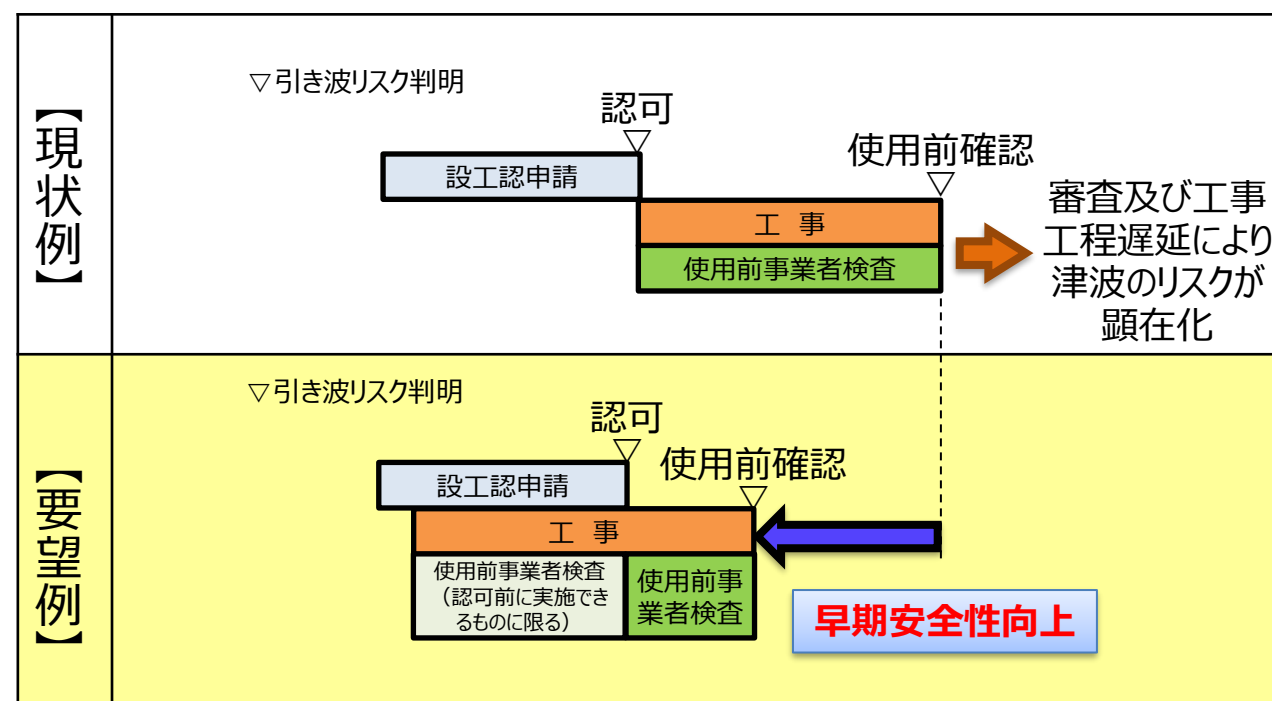 【現状例】
▽引き波リスク判明
認可
▽
使用前確認
▽
設工認申請
工 事
使用前事業者検査
審査及び工事
工程遅延により
津波のリスクが
顕在化
【要望例】
▽引き波リスク判明
認可
▽
使用前確認
▽
設工認申請
工 事
使用前事業者検査
（認可前に実施でき
るものに限る）
使用前事
業者検査
早期安全性向上